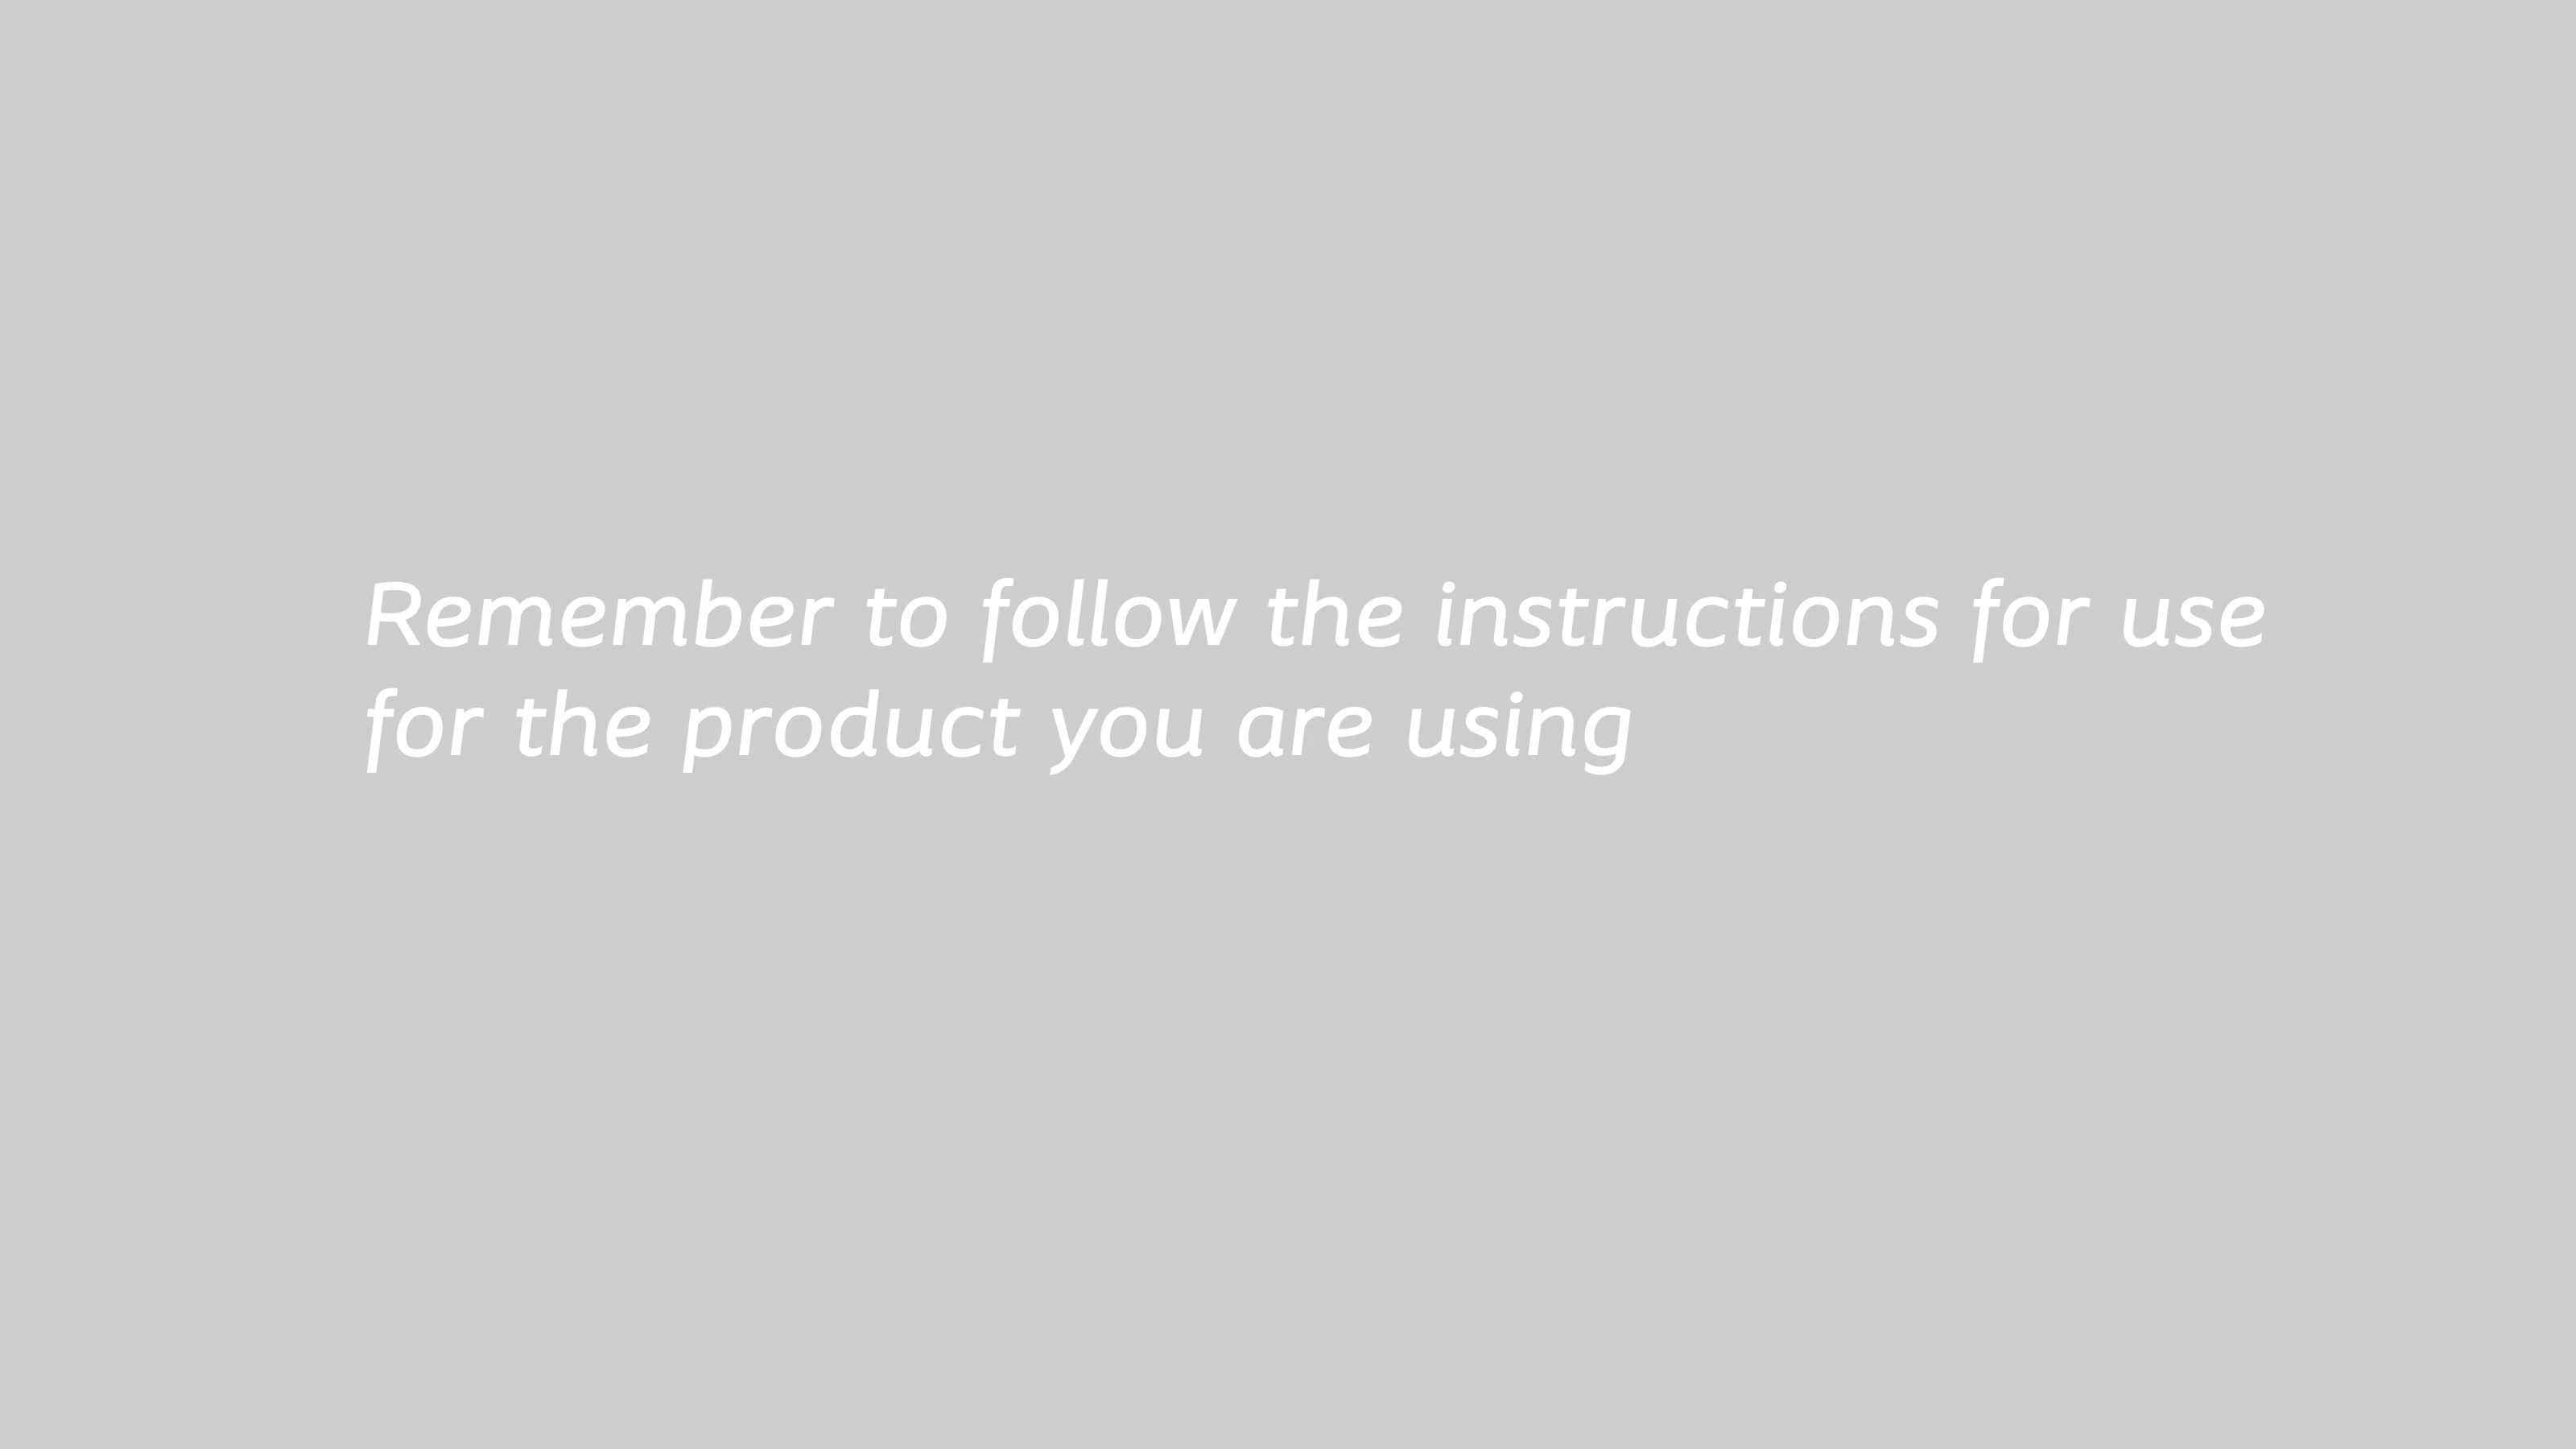 Remember to follow the instructions for use
for the product you are using